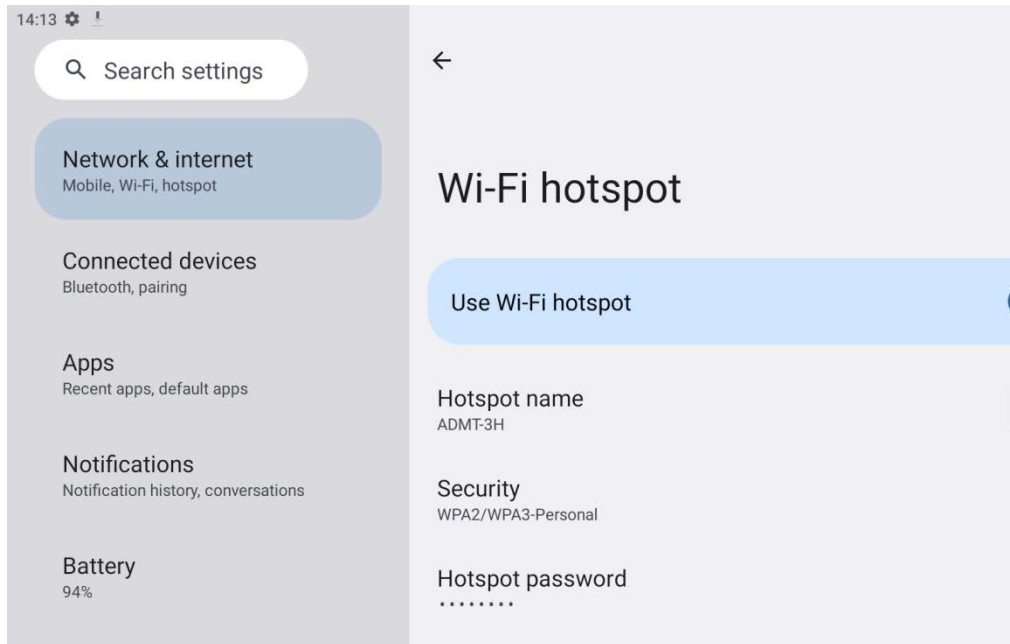 14:13
Search settings
Network & internet
Mobile, Wi-Fi, hotspot
Connected devices
Bluetooth, pairing
Apps
Recent apps, default apps
Notifications
Notification history, conversations
Battery
94%
Wi-Fi hotspot
Use Wi-Fi hotspot
Hotspot name
ADMT-3H
Security
WPA2/WPA3-Personal
Hotspot password
········